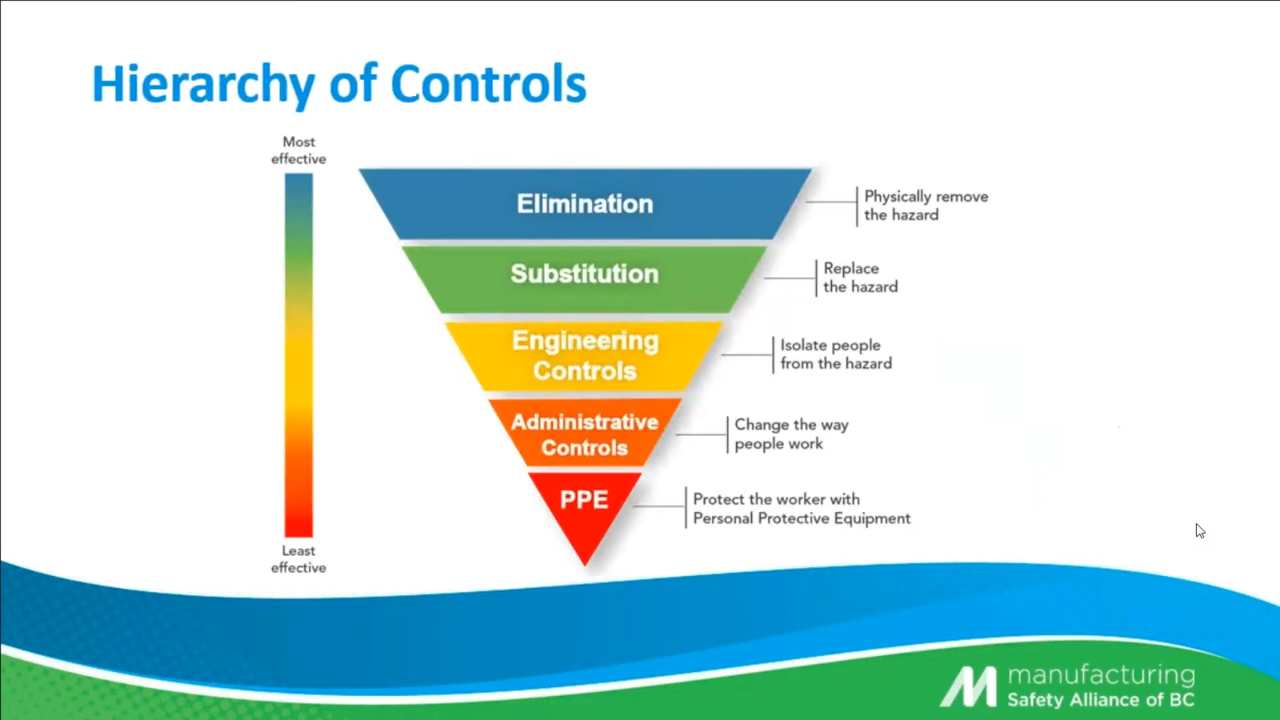 Hierarchy of Controls
Most
effective
Elimination
Physically remove
the hazard
Substitution
Replace
the hazard
Engineering
Controls
Isolate people
from the hazard
Administrative
Controls
Change the way
people work
PPE
Protect the worker with
Personal Protective Equipment
Least
effective
manufacturing
Safety Alliance of BC